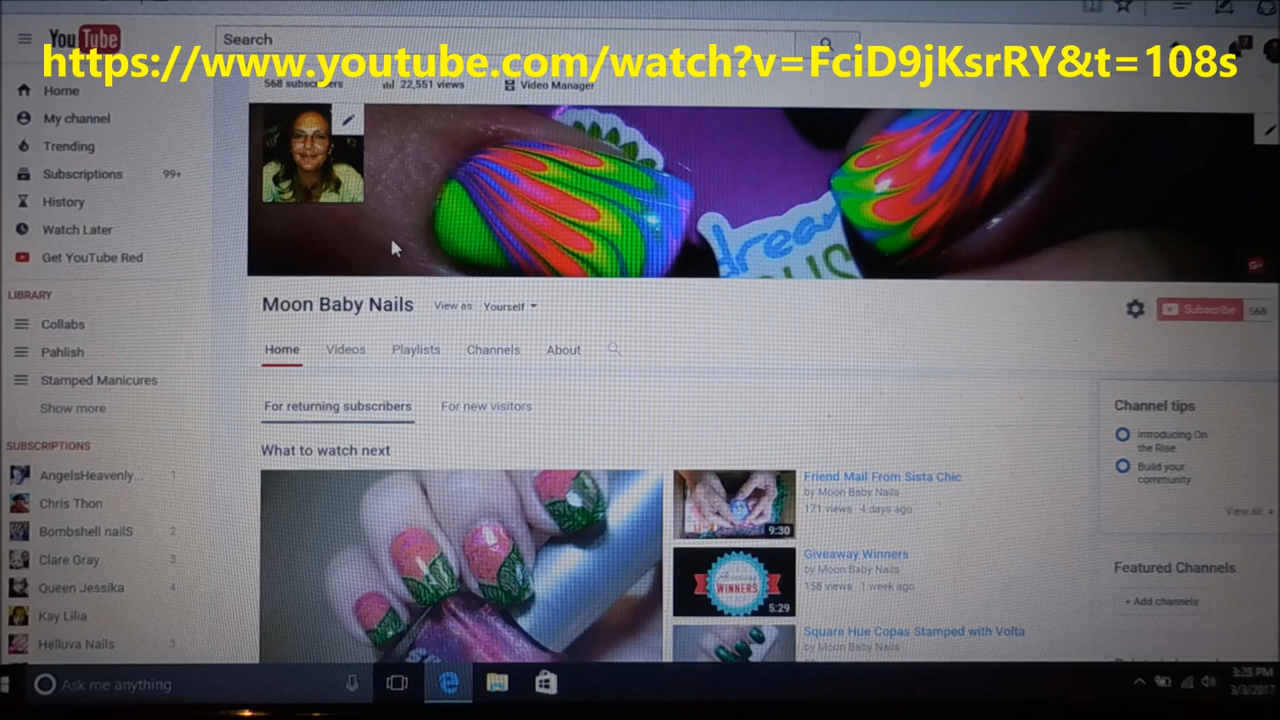 YouTube
Search
https://www.youtube.com/watch?v=FciD9jKsrRY&t=108s
568 subscribers 22,551 views Video Manager
Home
My channel
Trending
Subscriptions 99+
History
Watch Later
Get YouTube Red
LIBRARY
Collabs
Pahlish
Stamped Manicures
Show more
SUBSCRIPTIONS
AngelsHeavenly... 1
Chris Thon
Bombshell nailS 2
Clare Gray 3
Queen Jessika 4
Kay Lilia
Helluva Nails 3
dream
Moon Baby Nails View as: Yourself
Subscribe 568
Home Videos Playlists Channels About
For returning subscribers For new visitors
What to watch next
Friend Mail From Sista Chic
by Moon Baby Nails
171 views 4 days ago
9:30
Giveaway Winners
by Moon Baby Nails
158 views 1 week ago
WINNERS
5:29
Square Hue Copas Stamped with Volta
by Moon Baby Nails
Channel tips
Introducing On
the Rise
Build your
community
View all »
Featured Channels
+ Add channels
Ask me anything
3:28 PM
3/3/2017